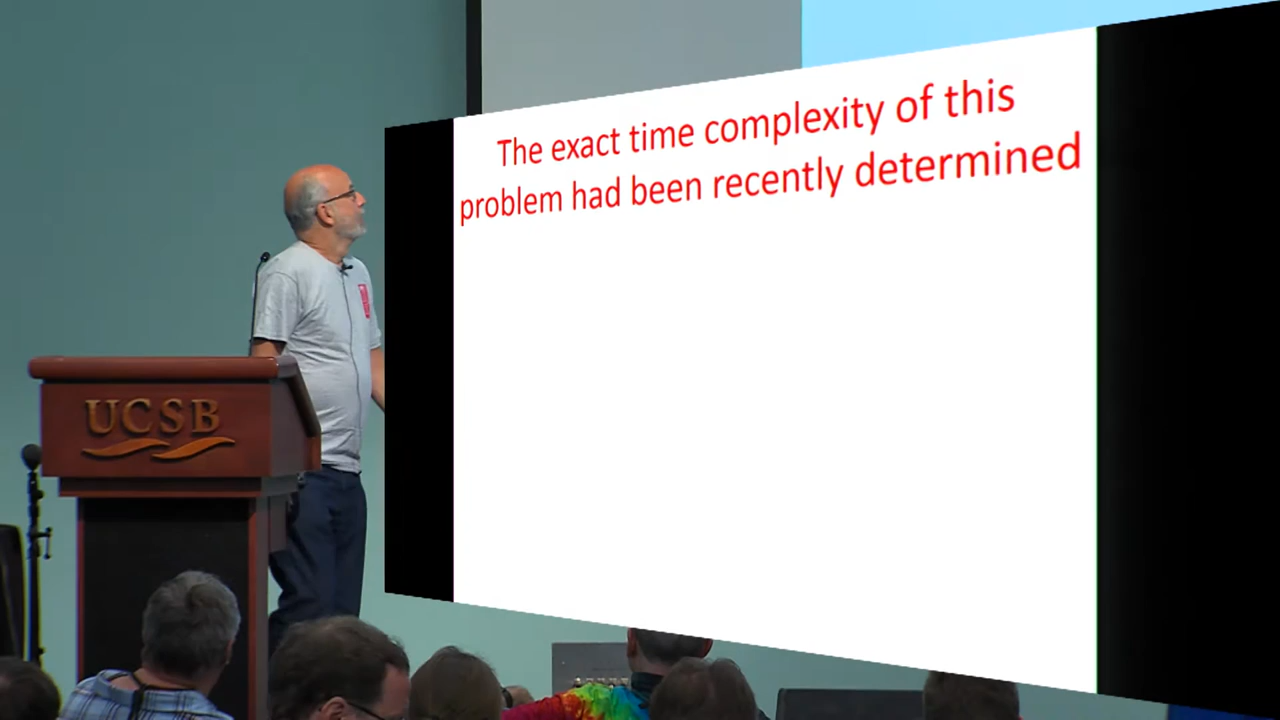 The exact time complexity of this
problem had been recently determined
UCSB